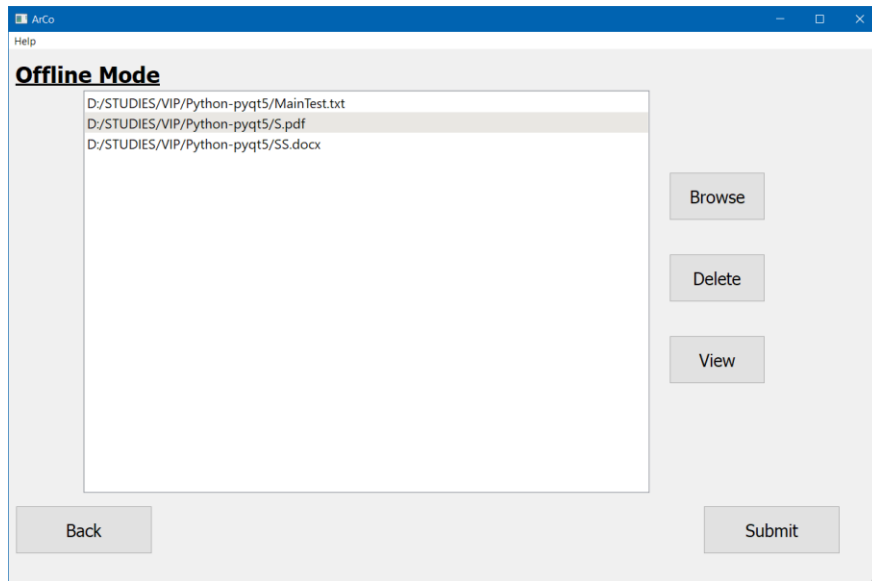 ArCo
Help
Offline Mode
D:/STUDIES/VIP/Python-pyqt5/MainTest.txt
D:/STUDIES/VIP/Python-pyqt5/S.pdf
D:/STUDIES/VIP/Python-pyqt5/SS.docx
Browse
Delete
View
Back
Submit